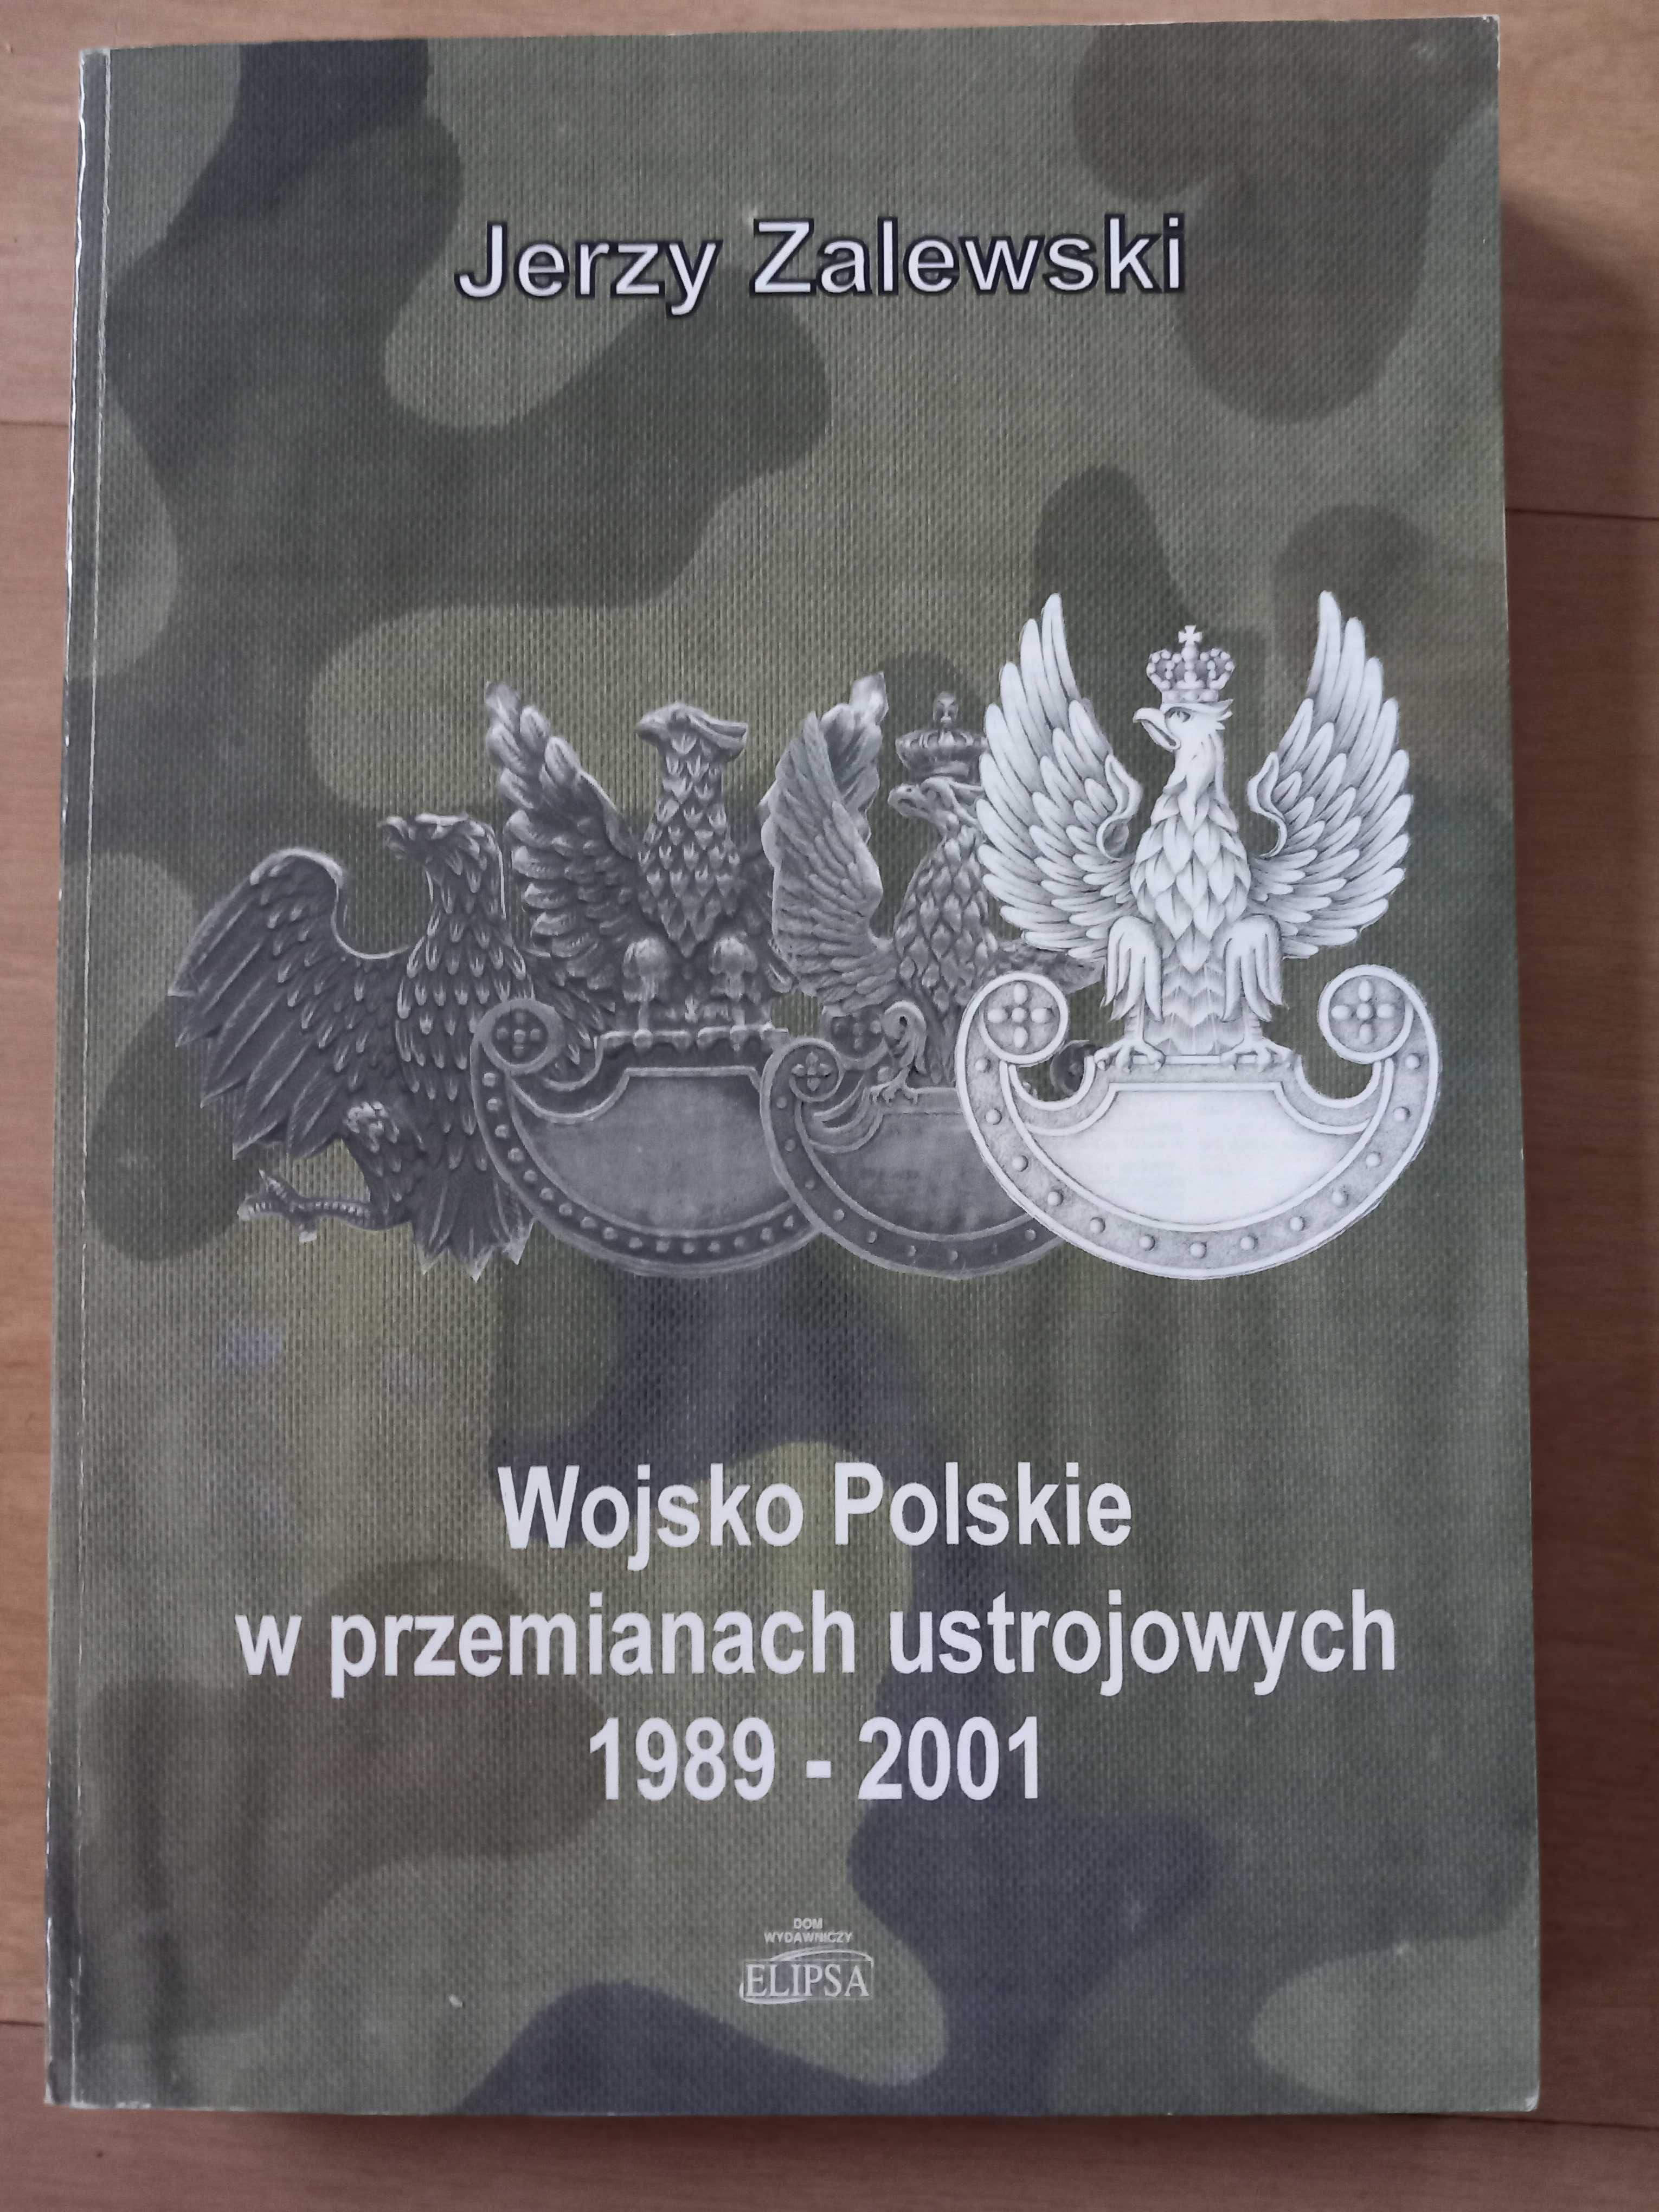 Jerzy Zalewski
Wojsko Polskie
w przemianach ustrojowych
1989 - 2001
DOM
WYDAWNICZY
ELIPSA